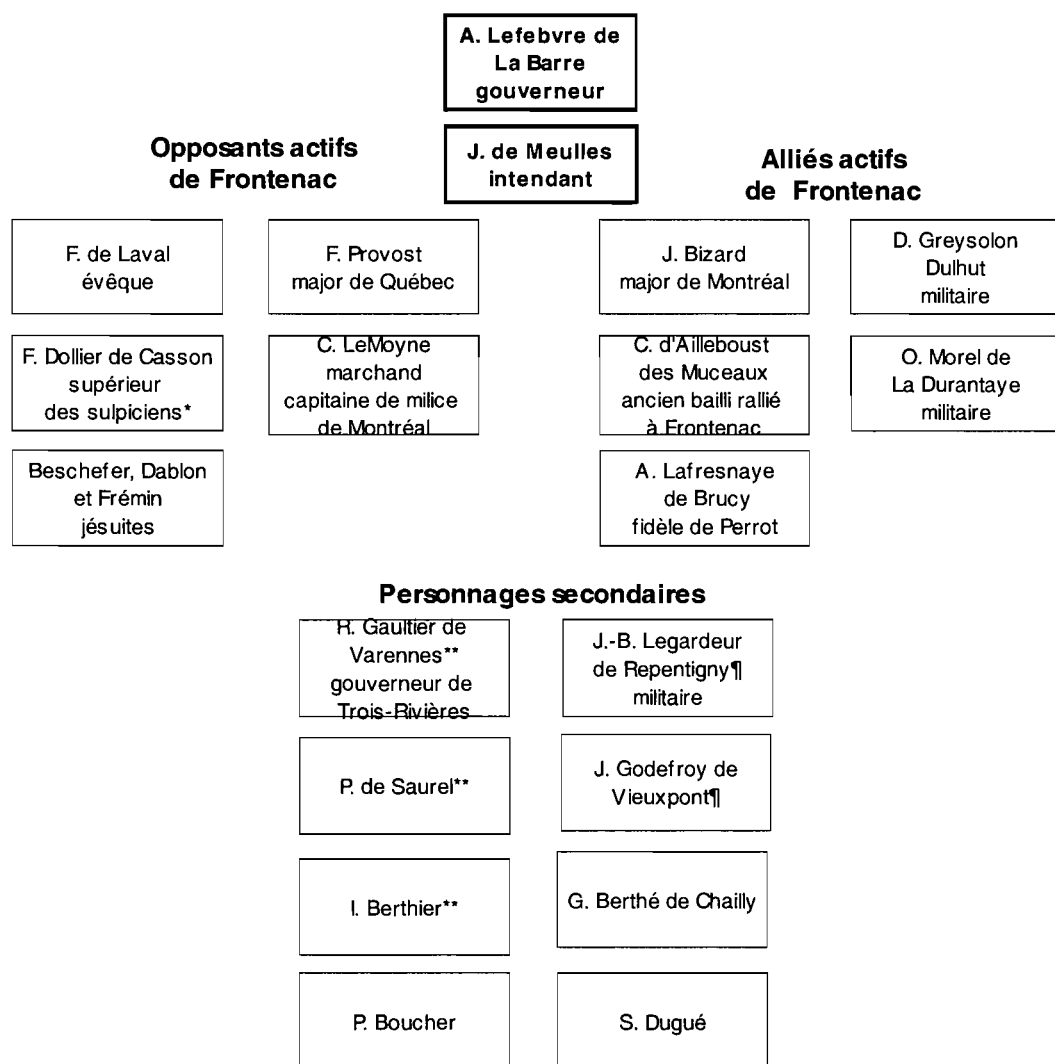 A. Lefebvre de
La Barre
gouverneur
J. de Meulles
intendant
Opposants actifs
de Frontenac
F. de Laval
évêque
F. Provost
major de Québec
F. Dollier de Casson
supérieur
des sulpiciens*
C. LeMoyne
marchand
capitaine de milice
de Montréal
Beschefer, Dablon
et Frémin
jésuites
Alliés actifs
de Frontenac
J. Bizard
major de Montréal
D. Greysolon
Dulhut
militaire
C. d'Ailleboust
des Muceaux
ancien bailli rallié
à Frontenac
O. Morel de
La Durantaye
militaire
A. Lafresnaye
de Brucy
fidèle de Perrot
Personnages secondaires
R. Gaultier de
Varennes**
gouverneur de
Trois-Rivières
J.-B. Legardeur
de Repentigny¶
militaire
P. de Saurel**
J. Godefroy de
Vieuxpont¶
I. Berthier**
G. Berthé de Chailly
P. Boucher
S. Dugué